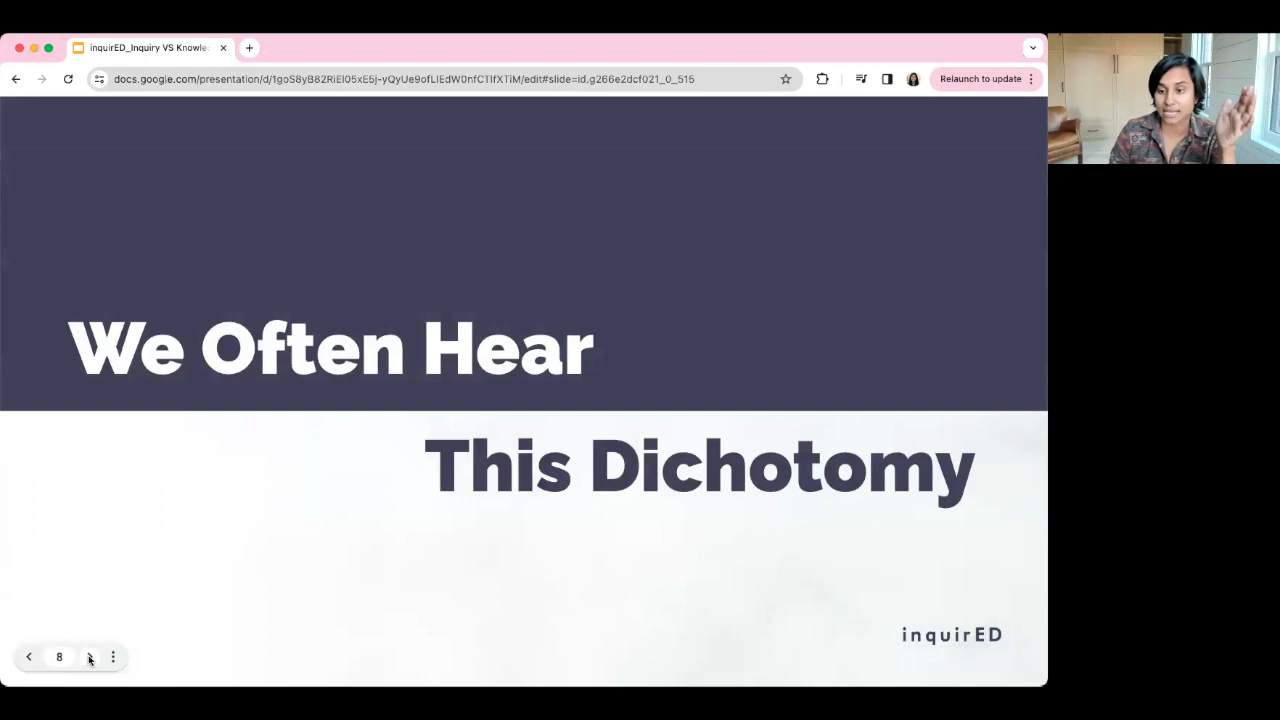 inquirED_Inquiry VS Knowle
docs.google.com/presentation/d/1goS8yB82RiEl05xE5j-yQyUe9ofLlEdW0nfCTlfXTiM/edit#slide=id.g266e2dcf021_0_515
Relaunch to update
We Often Hear
This Dichotomy
inquirED
8